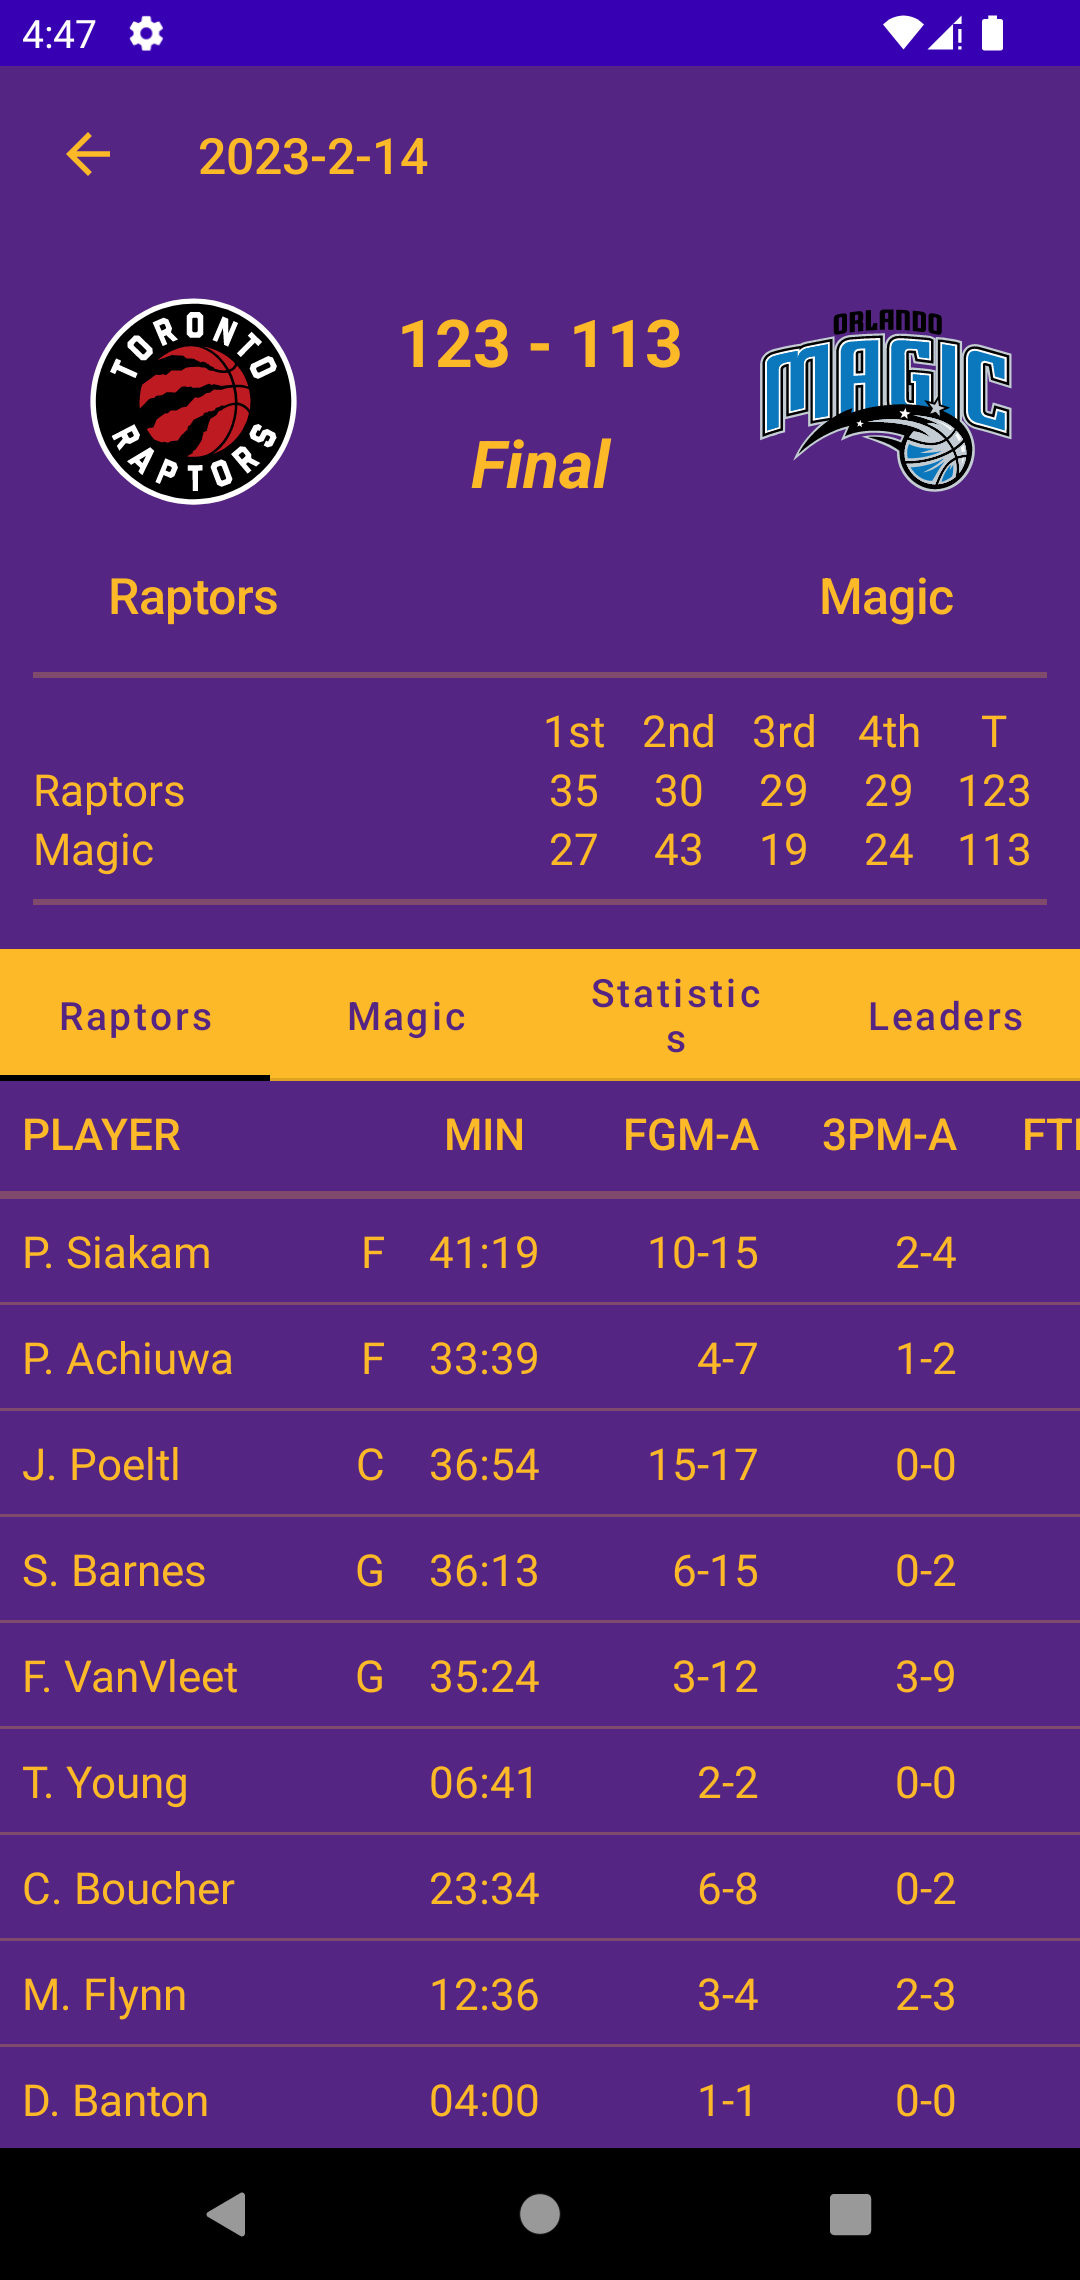 4:47
2023-2-14
TORONTO
RAPTORS
123 - 113
Final
ORLANDO
MAGIC
Raptors
Magic
1st 2nd 3rd 4th T
Raptors 35 30 29 29 123
Magic 27 43 19 24 113
Raptors
Magic
Statistic
s
Leaders
PLAYER MIN FGM-A 3PM-A
P. Siakam F 41:19 10-15 2-4
P. Achiuwa F 33:39 4-7 1-2
J. Poeltl C 36:54 15-17 0-0
S. Barnes G 36:13 6-15 0-2
F. VanVleet G 35:24 3-12 3-9
T. Young 06:41 2-2 0-0
C. Boucher 23:34 6-8 0-2
M. Flynn 12:36 3-4 2-3
D. Banton 04:00 1-1 0-0